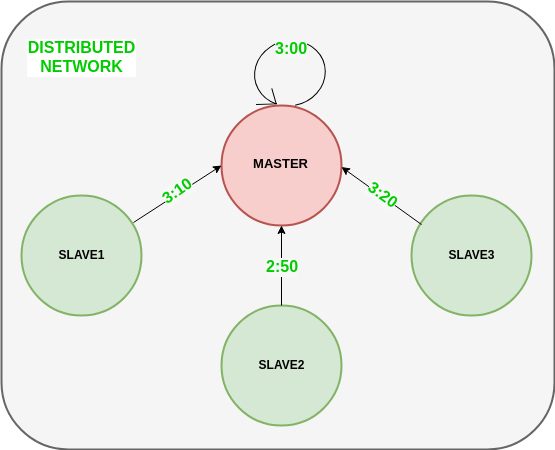 DISTRIBUTED
NETWORK
3:00
MASTER
3:10
3:20
SLAVE1
2:50
SLAVE3
SLAVE2